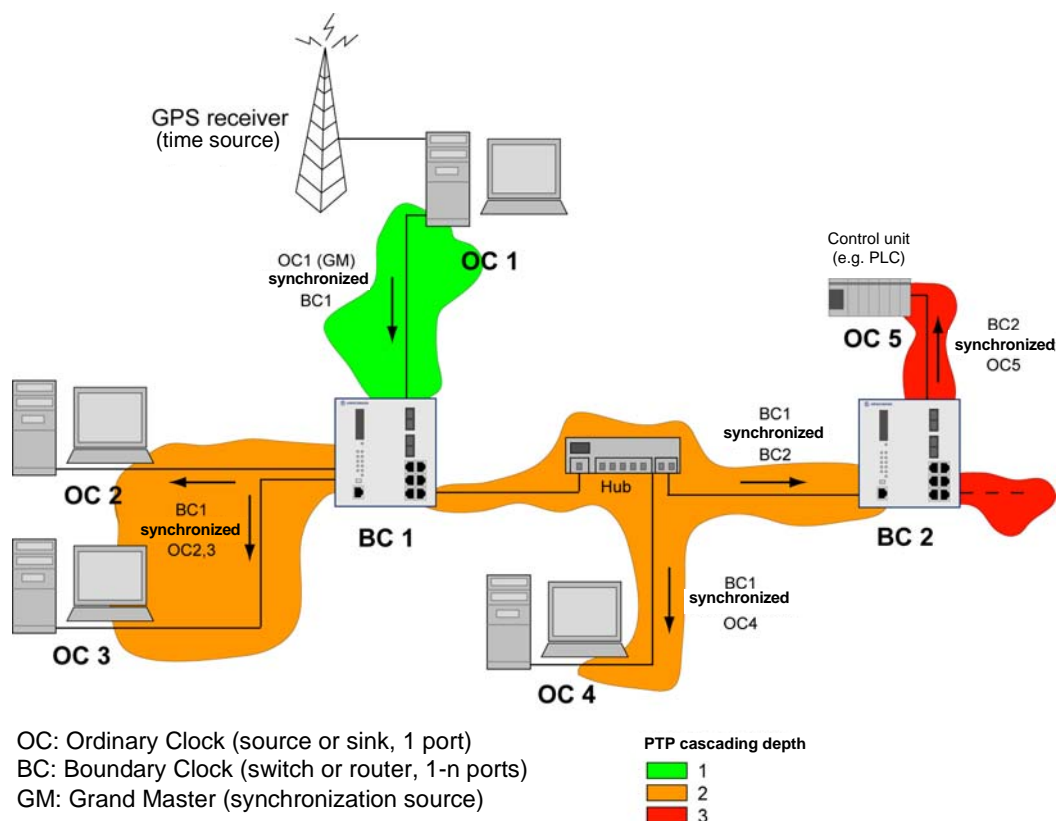 GPS receiver
(time source)
OC 1
OC1 (GM)
synchronized
BC1
Control unit
(e.g. PLC)
OC 5
BC2
synchronized,
OC5
OC 2
BC1
synchronized
OC2,3
OC 3
BC 1
Hub
BC1
synchronized
BC2
BC 2
BC1
synchronized
OC4
OC 4
OC: Ordinary Clock (source or sink, 1 port)
BC: Boundary Clock (switch or router, 1-n ports)
GM: Grand Master (synchronization source)
PTP cascading depth
1
2
3